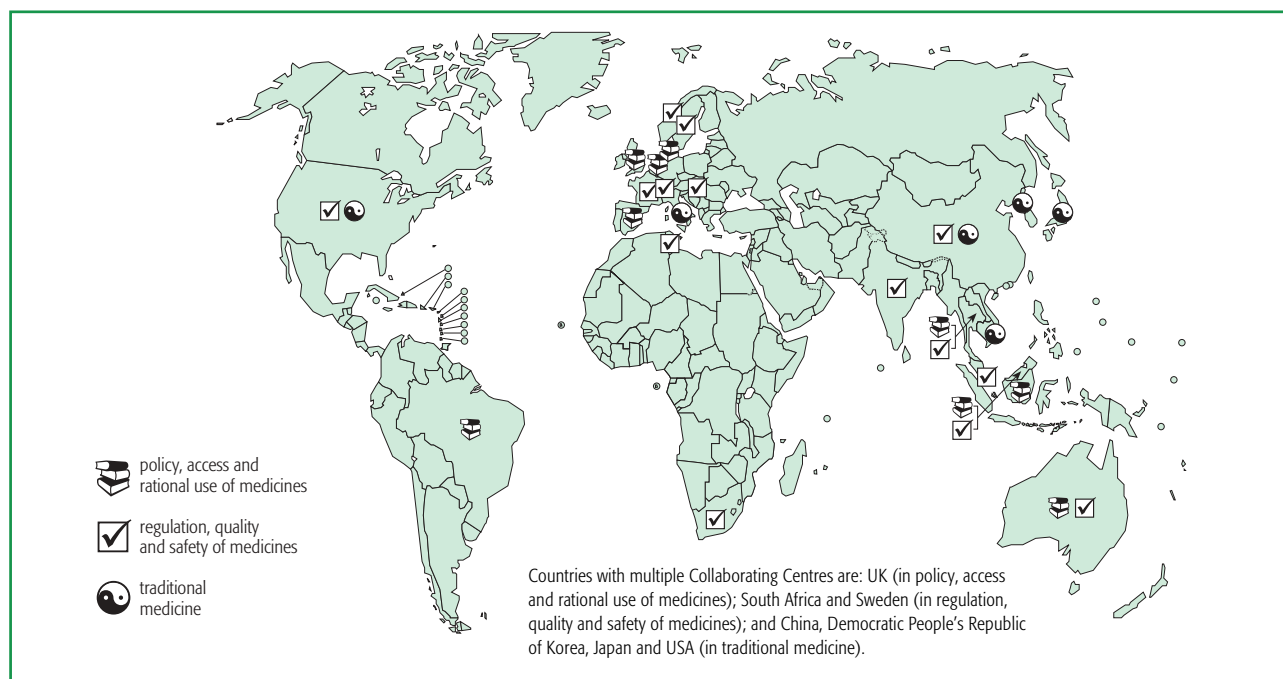 policy, access and
rational use of medicines
regulation, quality
and safety of medicines
traditional
medicine
Countries with multiple Collaborating Centres are: UK (in policy, access
and rational use of medicines); South Africa and Sweden (in regulation,
quality and safety of medicines); and China, Democratic People’s Republic
of Korea, Japan and USA (in traditional medicine).